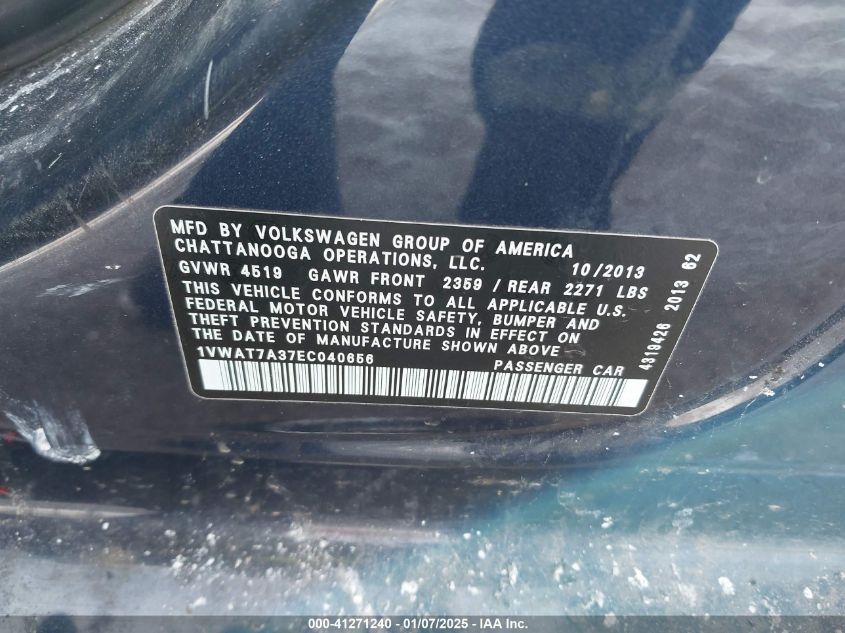 MFD BY VOLKSWAGEN GROUP OF AMERICA
CHATTANOOGA OPERATIONS, LLC. 10/2013
GVWR 4519 GAWR FRONT 2359 / REAR 2271 LBS
THIS VEHICLE CONFORMS TO ALL APPLICABLE U.S.
FEDERAL MOTOR VEHICLE SAFETY, BUMPER AND
THEFT PREVENTION STANDARDS IN EFFECT ON
THE DATE OF MANUFACTURE SHOWN ABOVE
1VWAT7A37EC040656 PASSENGER CAR
4319426 2013 62
000-41271240 - 01/07/2025 - IAA Inc.